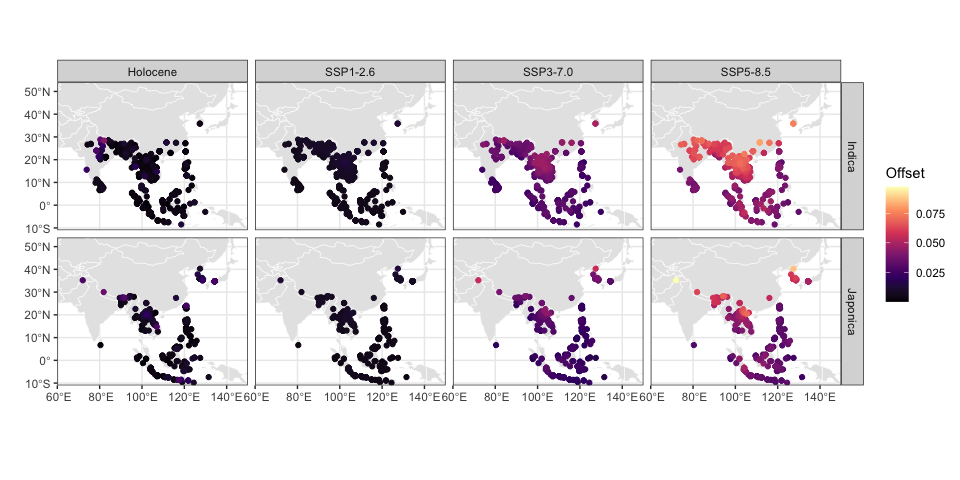 Holocene SSP1-2.6 SSP3-7.0 SSP5-8.5
50°N
40°N
30°N
20°N
10°N
0°
10°S
Indica
50°N
40°N
30°N
20°N
10°N
0°
10°S
Japonica
60°E 80°E 100°E 120°E 140°E 60°E 80°E 100°E 120°E 140°E 60°E 80°E 100°E 120°E 140°E 60°E 80°E 100°E 120°E 140°E
Offset
0.075
0.050
0.025